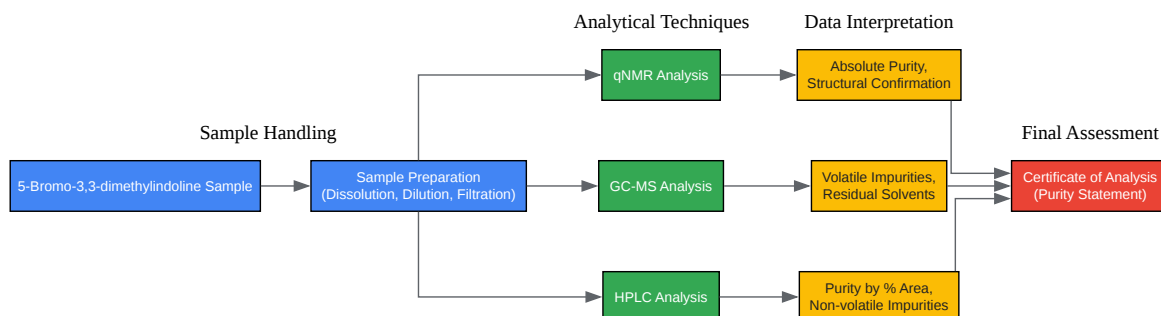 Analytical Techniques
Data Interpretation
qNMR Analysis
Absolute Purity,
Structural Confirmation
Sample Handling
Final Assessment
5-Bromo-3,3-dimethylindoline Sample
Sample Preparation
(Dissolution, Dilution, Filtration)
GC-MS Analysis
Volatile Impurities,
Residual Solvents
Certificate of Analysis
(Purity Statement)
HPLC Analysis
Purity by % Area,
Non-volatile Impurities